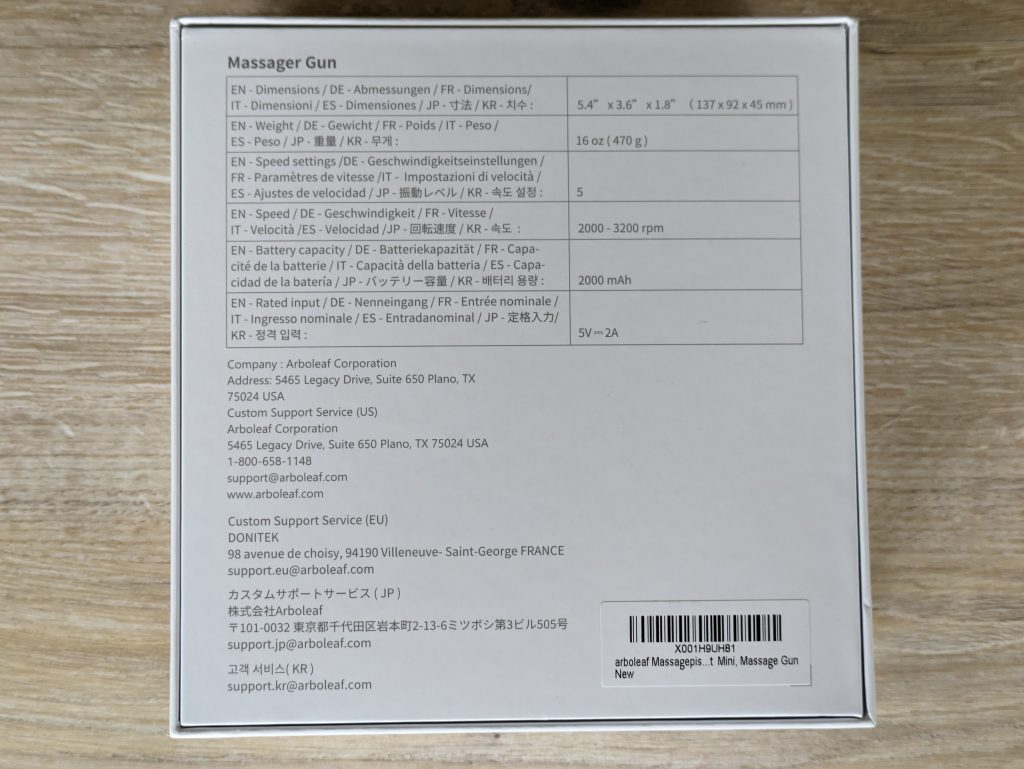 Massager Gun
EN - Dimensions / DE - Abmessungen / FR - Dimensions/
IT - Dimensioni / ES - Dimensiones / JP - 寸法 / KR - 치수 :
5.4” x 3.6” x 1.8” ( 137 x 92 x 45 mm )
EN - Weight / DE - Gewicht / FR - Poids / IT - Peso /
ES - Peso / JP - 重量 / KR - 무게 :
16 oz ( 470 g )
EN - Speed settings /DE - Geschwindigkeitseinstellungen /
FR - Paramètres de vitesse /IT - Impostazioni di velocità /
ES - Ajustes de velocidad / JP - 振動レベル / KR - 속도 설정 :
5
EN - Speed / DE - Geschwindigkeit / FR - Vitesse /
IT - Velocità /ES - Velocidad /JP - 回転速度 / KR - 속도 :
2000 - 3200 rpm
EN - Battery capacity / DE - Batteriekapazität / FR - Capa-
cité de la batterie / IT - Capacità della batteria / ES - Capa-
cidad de la batería / JP - バッテリー容量 / KR - 배터리 용량 :
2000 mAh
EN - Rated input / DE - Nenneingang / FR - Entrée nominale /
IT - Ingresso nominale / ES - Entradanominal / JP - 定格入力/
KR - 정격 입력 :
5V⎓2A
Company : Arboleaf Corporation
Address: 5465 Legacy Drive, Suite 650 Plano, TX
75024 USA
Custom Support Service (US)
Arboleaf Corporation
5465 Legacy Drive, Suite 650 Plano, TX 75024 USA
1-800-658-1148
support@arboleaf.com
www.arboleaf.com
Custom Support Service (EU)
DONITEK
98 avenue de choisy, 94190 Villeneuve- Saint-George FRANCE
support.eu@arboleaf.com
カスタムサポートサービス ( JP )
株式会社Arboleaf
〒101-0032 東京都千代田区岩本町2-13-6ミツボシ第3ビル505号
support.jp@arboleaf.com
고객 서비스( KR )
support.kr@arboleaf.com
X001H9UH81
arboleaf Massagepis...t Mini, Massage Gun
New